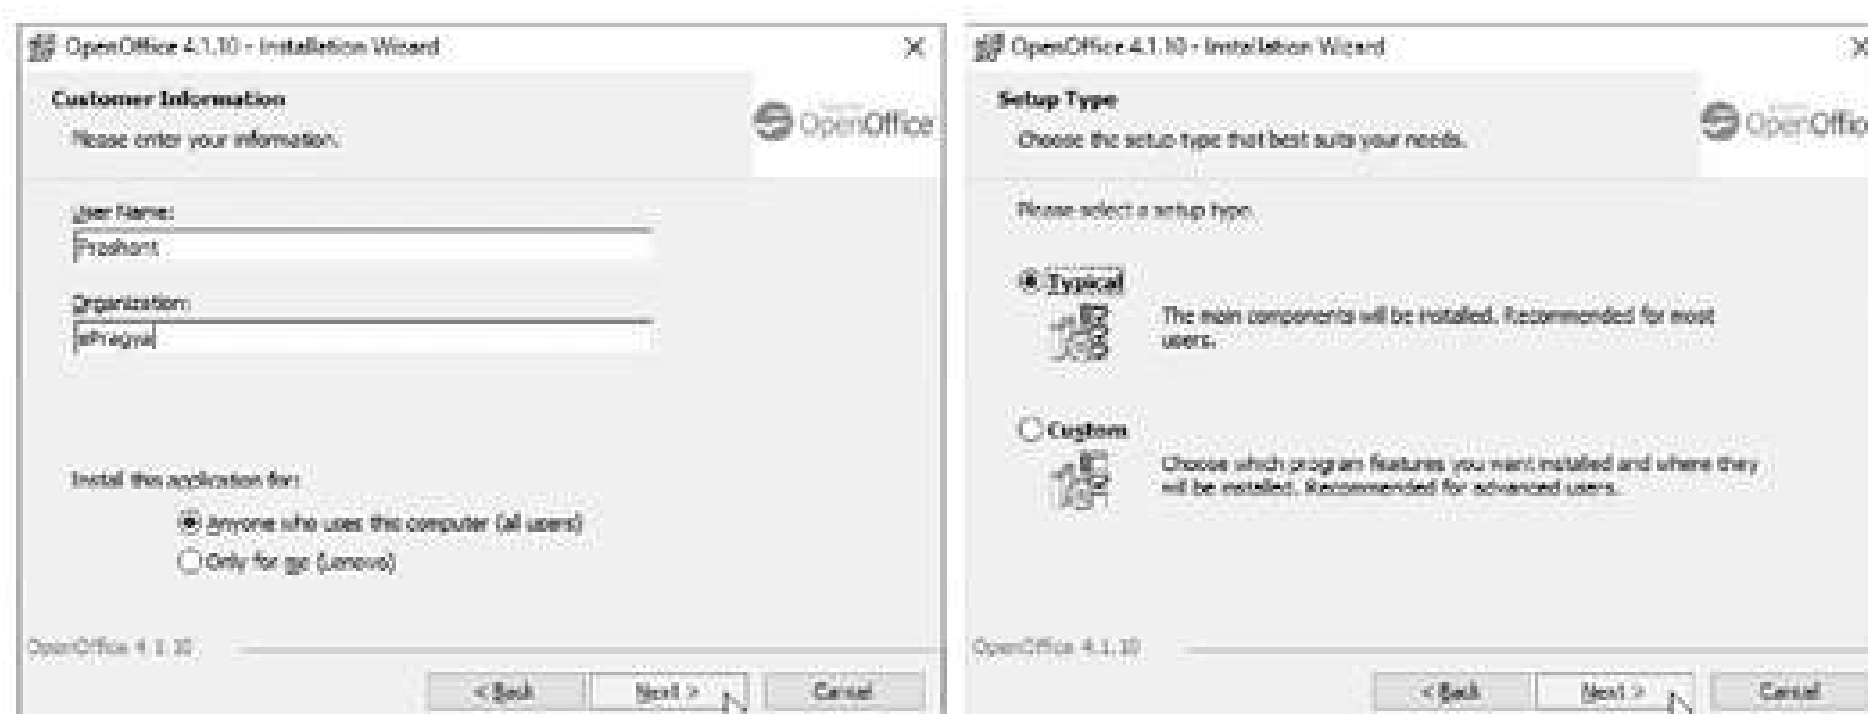 OpenOffice 4.1.10 - Installation Wizard
Customer Information
Please enter your information.
OpenOffice
User Name:
Prashant
Organization:
ePragya
Install this application for:
Anyone who uses this computer (all users)
Only for me (Lenovo)
OpenOffice 4.1.10
< Back
Next >
Cancel
OpenOffice 4.1.10 - Installation Wizard
Setup Type
Choose the setup type that best suits your needs.
OpenOffic
Please select a setup type.
Typical
The main components will be installed. Recommended for most
users.
Custom
Choose which program features you want installed and where they
will be installed. Recommended for advanced users.
OpenOffice 4.1.10
< Back
Next >
Cancel